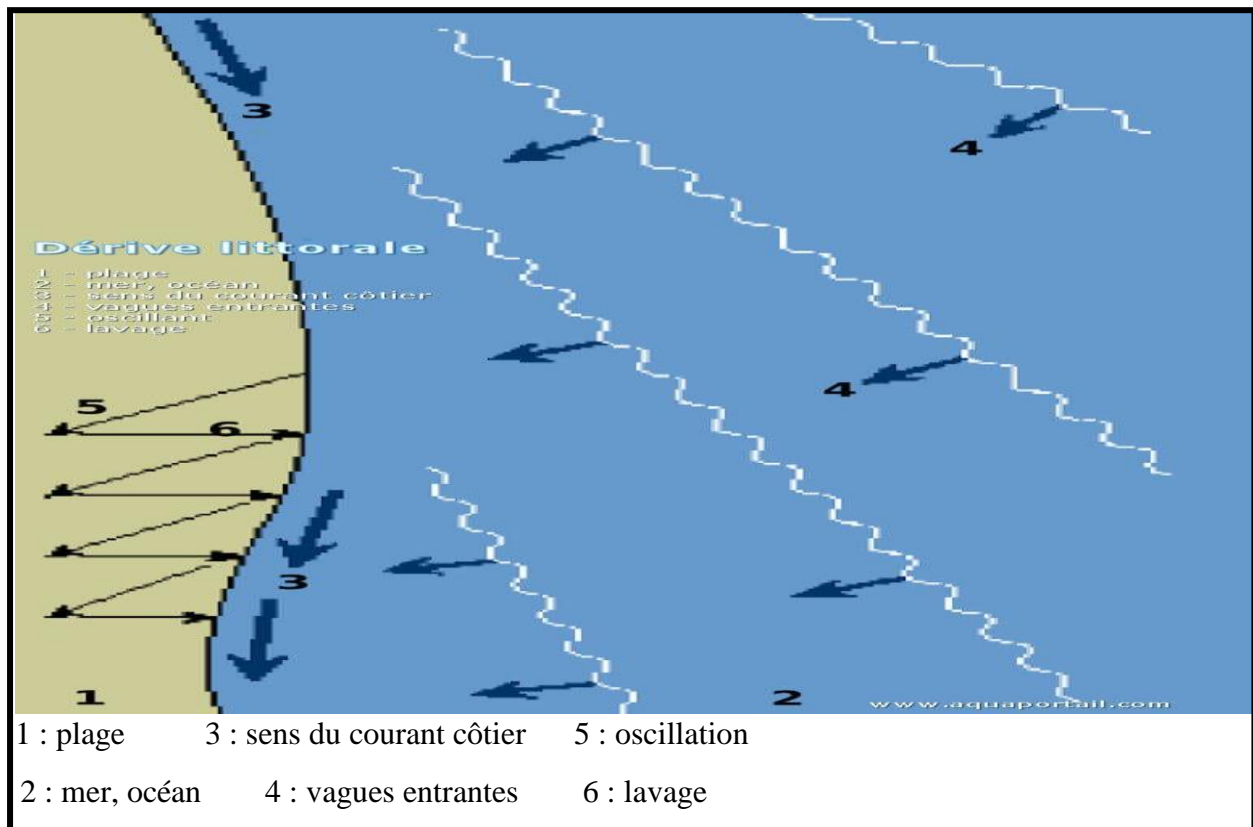 3
4
Dérive littorale
1 - plage
2 - mer, océan
3 - sens du courant côtier
4 - vagues entrantes
5 - oscillant
6 - lavage
4
5
6
3
1
2
www.aquaportail.com
1 : plage 3 : sens du courant côtier 5 : oscillation
2 : mer, océan 4 : vagues entrantes 6 : lavage